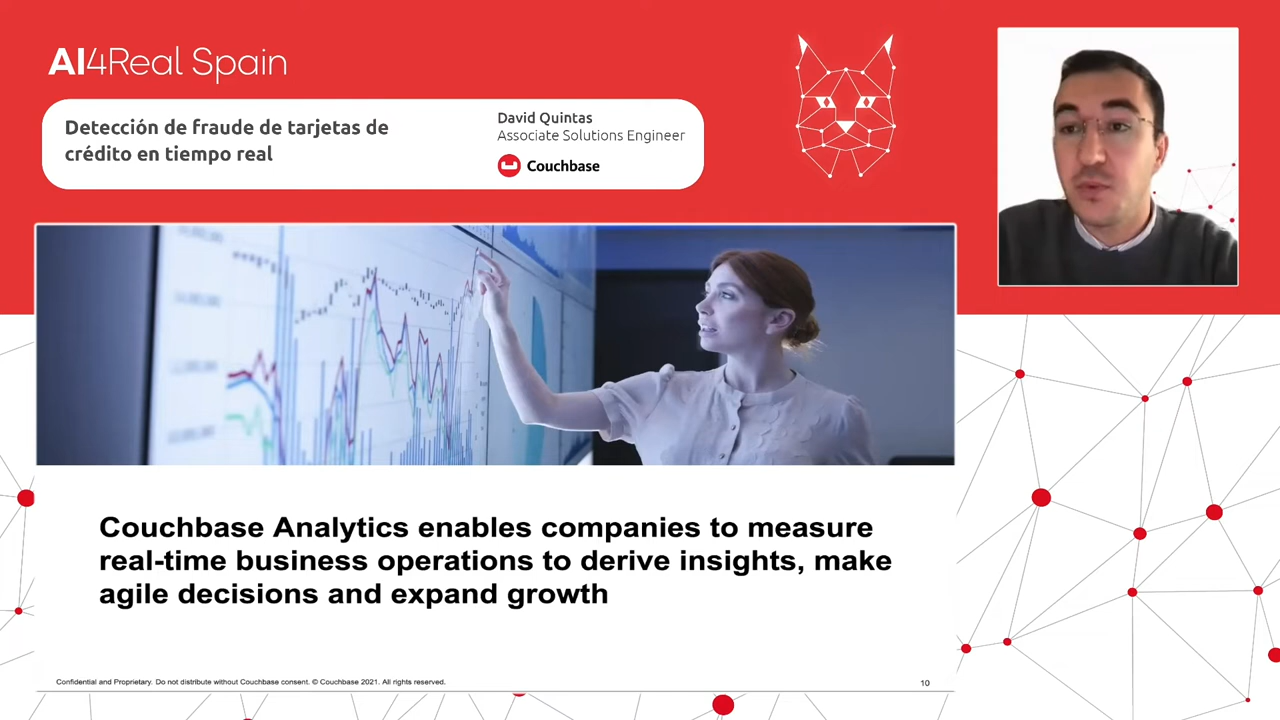 AI4Real Spain
Detección de fraude de tarjetas de
crédito en tiempo real
David Quintas
Associate Solutions Engineer
Couchbase
Couchbase Analytics enables companies to measure
real-time business operations to derive insights, make
agile decisions and expand growth
Confidential and Proprietary. Do not distribute without Couchbase consent. © Couchbase 2021. All rights reserved.
10